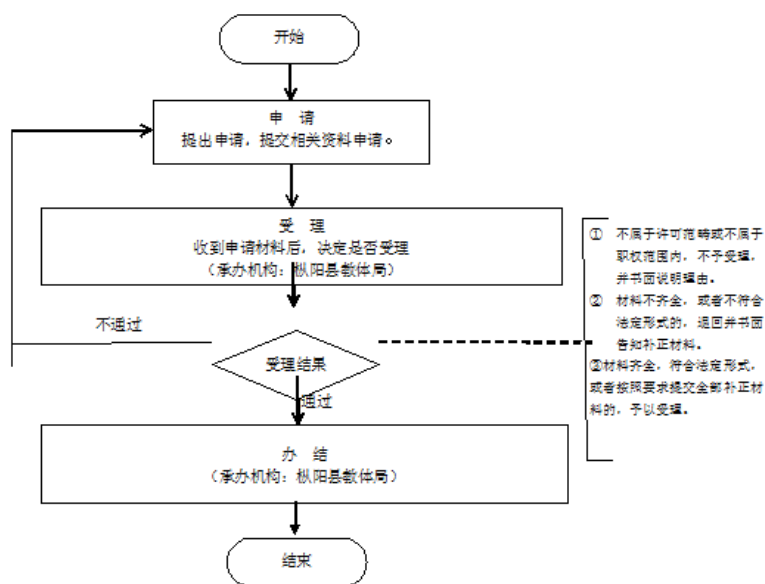 开始
申 请
提出申请，提交相关资料申请。
受 理
收到申请材料后，决定是否受理
（承办机构：枞阳县教体局）
不通过
受理结果
通过
① 不属于许可范畴或不属于
职权范围内，不予受理，
并书面说明理由。
② 材料不齐全，或者不符合
法定形式的，退回并书面
告知补正材料。
③材料齐全，符合法定形式，
或者按照要求提交全部补正材
料的，予以受理。
办 结
（承办机构：枞阳县教体局）
结束